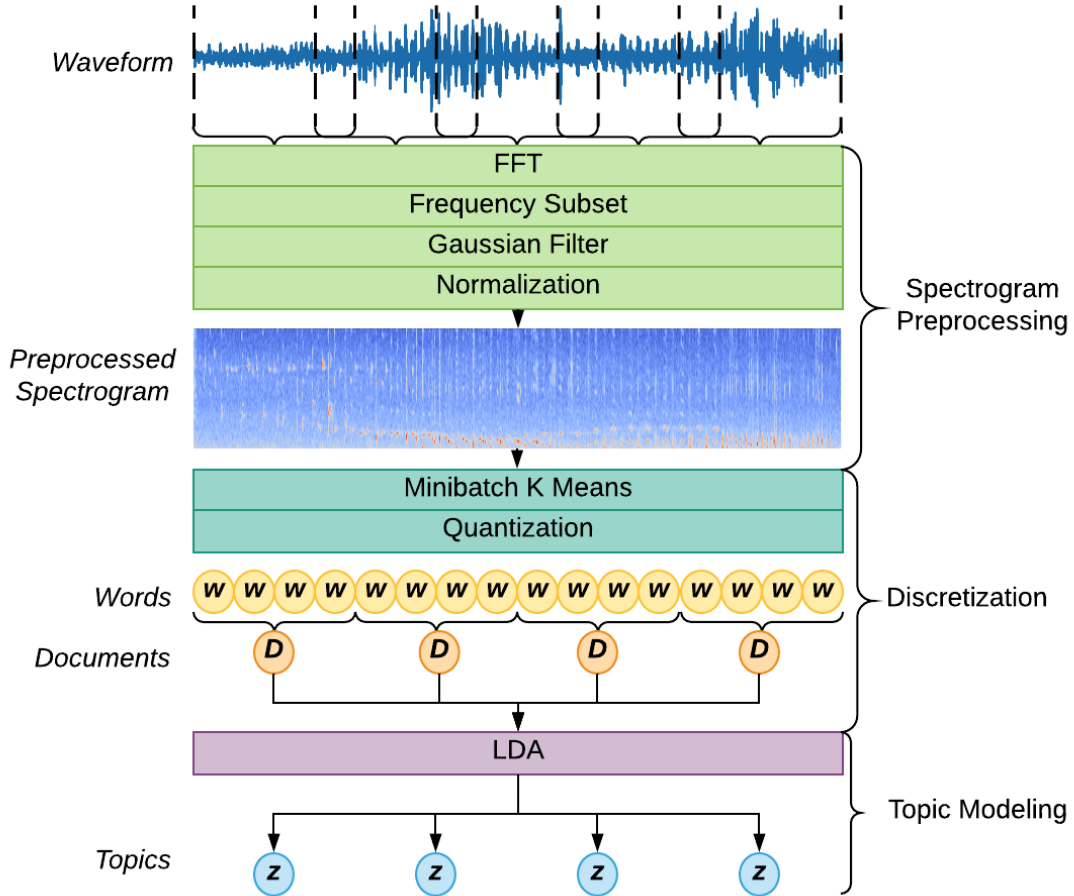 Waveform
FFT
Frequency Subset
Gaussian Filter
Normalization
Spectrogram
Preprocessing
Preprocessed
Spectrogram
Minibatch K Means
Quantization
Words
w w w w w w w w w w w w w w w w
Discretization
Documents
D D D D
LDA
Topic Modeling
Topics
z z z z